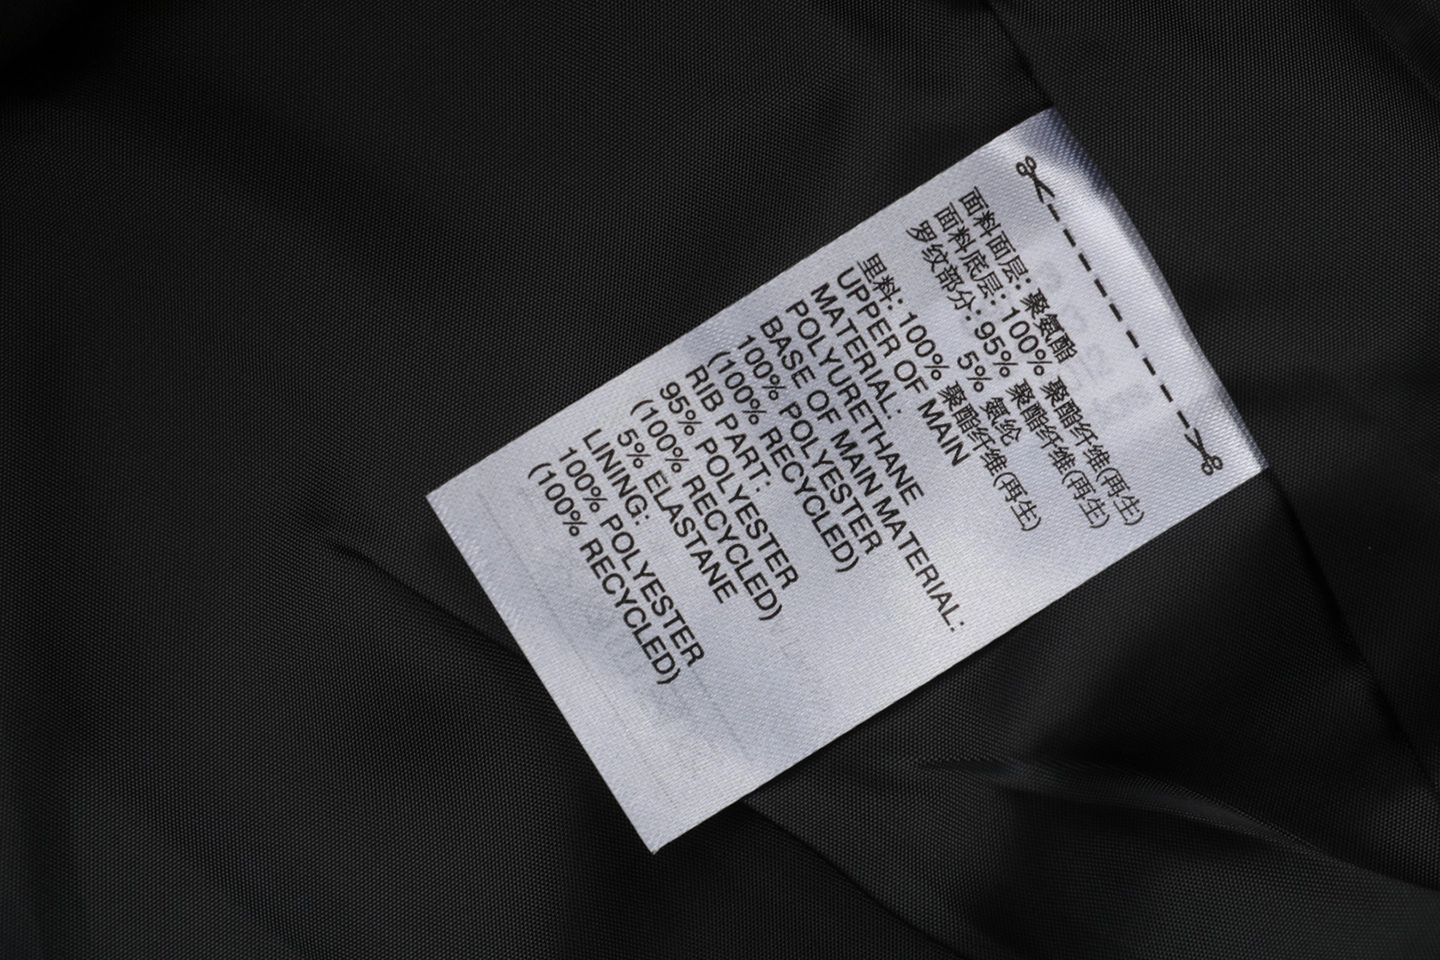 面料面层: 聚氨酯
面料底层: 100% 聚酯纤维(再生)
罗纹部分: 95% 聚酯纤维(再生)
5% 氨纶
里料: 100% 聚酯纤维(再生)
UPPER OF MAIN
MATERIAL:
POLYURETHANE
BASE OF MAIN MATERIAL:
100% POLYESTER
(100% RECYCLED)
RIB PART:
95% POLYESTER
(100% RECYCLED)
5% ELASTANE
LINING:
100% POLYESTER
(100% RECYCLED)